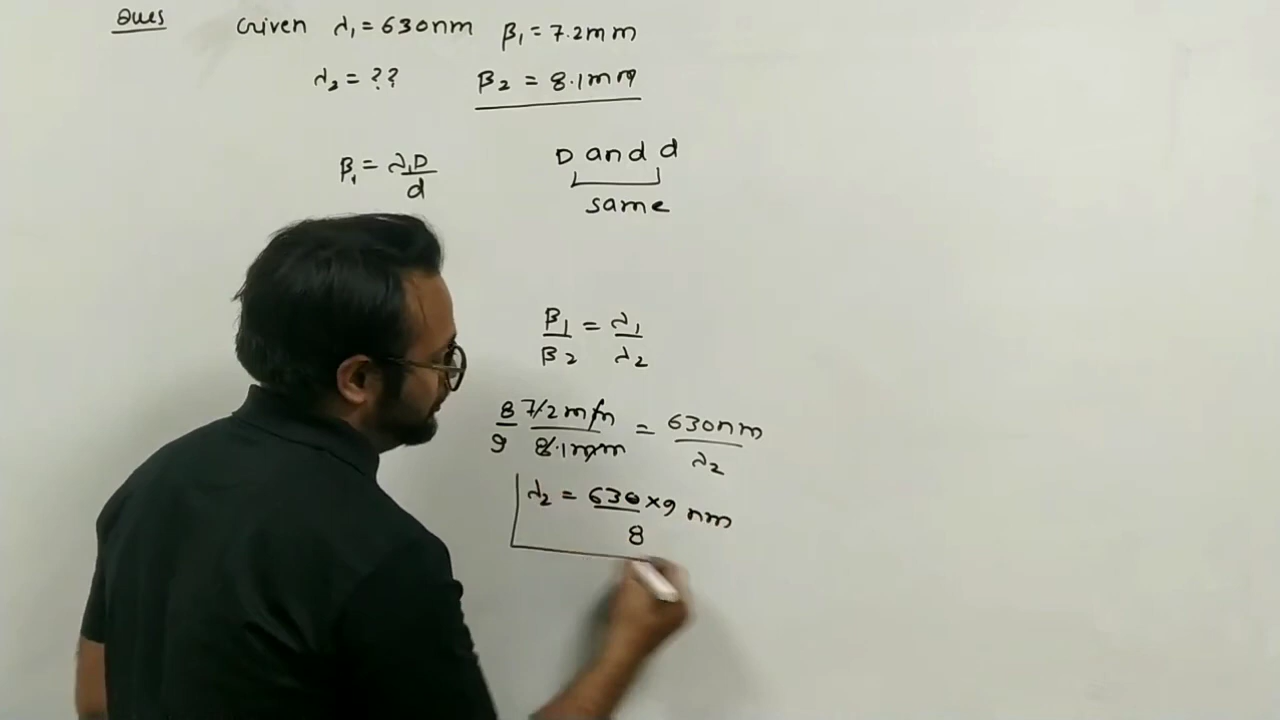 Ques Given λ₁ = 630nm β₁ = 7.2mm
λ₂ = ?? β₂ = 8.1mm
β₁ = λ₁D/d D and d
same
β₁/β₂ = λ₁/λ₂
8/9 7.2mm/8.1mm = 630nm/λ₂
λ₂ = 630×9/8 nm